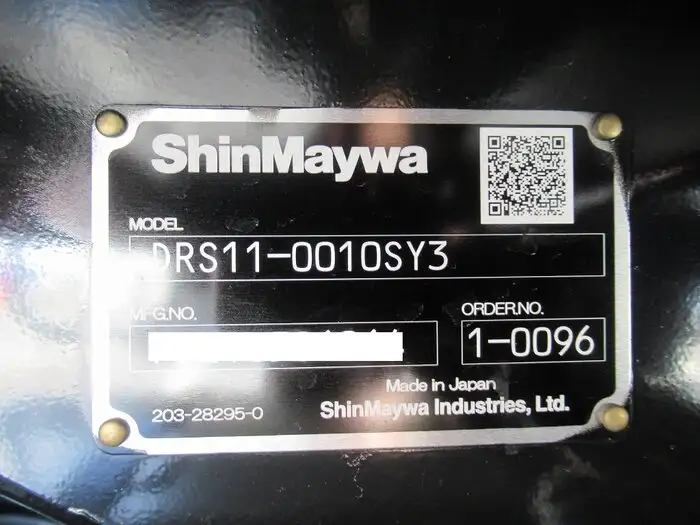 ShinMaywa
MODEL
DRS11-0010SY3
MFG.NO.
ORDER.NO.
1-0096
Made in Japan
203-28295-0
ShinMaywa Industries, Ltd.